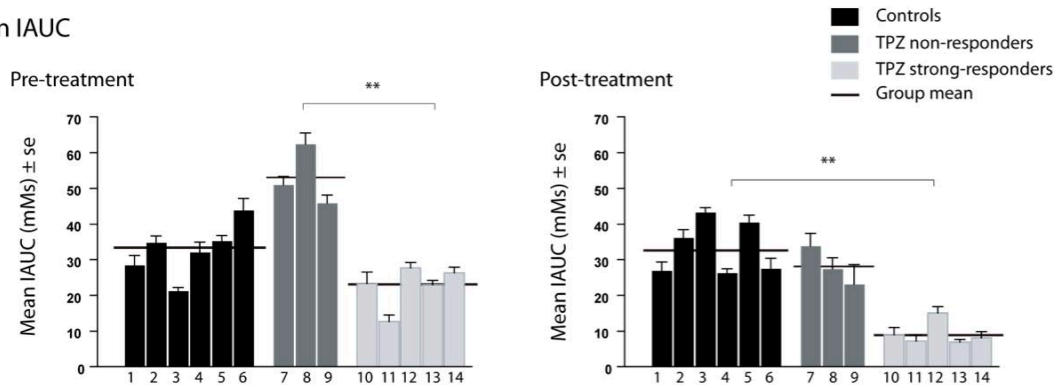 n IAUC
Controls
TPZ non-responders
TPZ strong-responders
Group mean
Pre-treatment
**
Mean IAUC (mMs) ± se
70
60
50
40
30
20
10
0
1 2 3 4 5 6 7 8 9 10 11 12 13 14
Post-treatment
**
Mean IAUC (mMs) ± se
70
60
50
40
30
20
10
0
1 2 3 4 5 6 7 8 9 10 11 12 13 14